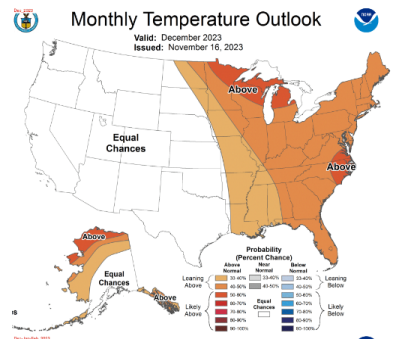 Monthly Temperature Outlook
Valid: December 2023
Issued: November 16, 2023
Above
Equal
Chances
Above
Above
Equal
Chances
Above
Probability
(Percent Chance)
Above
Normal
Near
Normal
Below
Normal
Leaning
Above
33-40%
33-40%
33-40%
Leaning
Below
40-50%
40-50%
40-50%
Likely
Above
50-60%
Equal
Chances
50-60%
Likely
Below
60-70%
60-70%
70-80%
70-80%
80-90%
80-90%
90-100%
90-100%